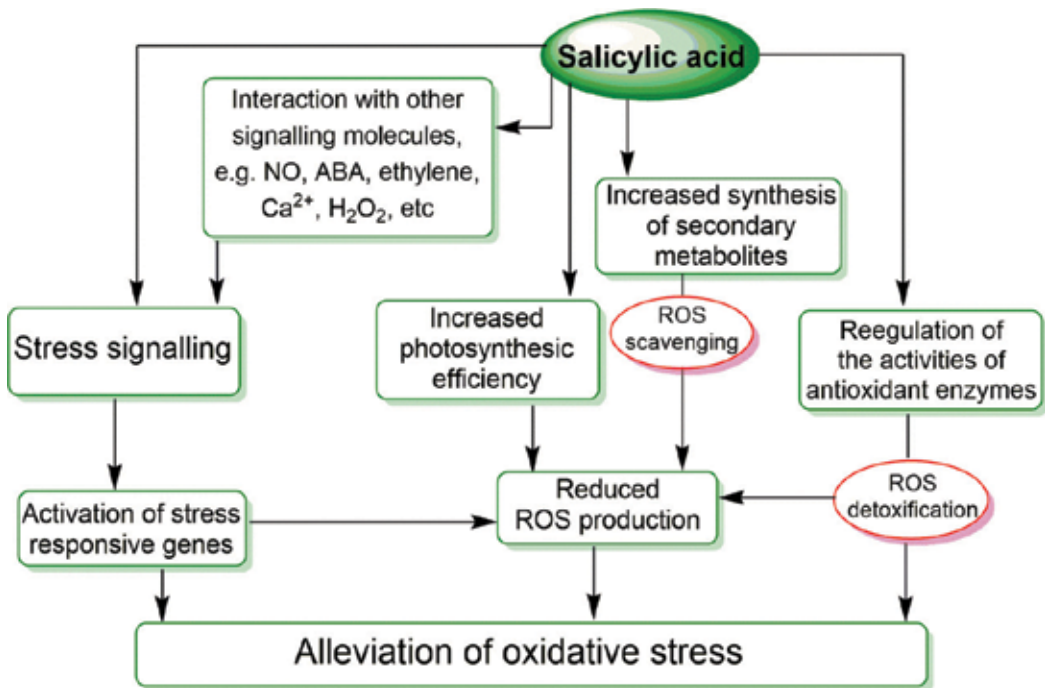 Salicylic acid
Interaction with other
signalling molecules,
e.g. NO, ABA, ethylene,
Ca²⁺, H₂O₂, etc
Increased synthesis
of secondary
metabolites
Stress signalling
Increased
photosynthesic
efficiency
ROS
scavenging
Reegulation of
the activities of
antioxidant enzymes
Activation of stress
responsive genes
Reduced
ROS production
ROS
detoxification
Alleviation of oxidative stress